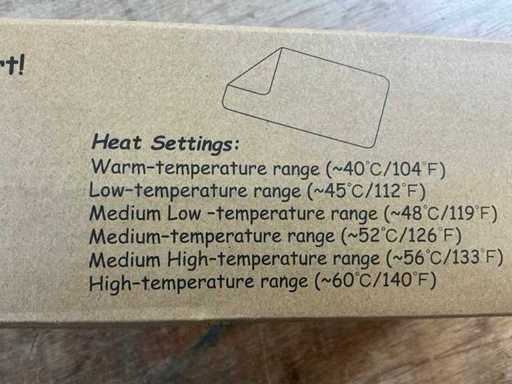 rt!
Heat Settings:
Warm-temperature range (~40°C/104°F)
Low-temperature range (~45°C/112°F)
Medium Low -temperature range (~48°C/119°F)
Medium-temperature range (~52°C/126°F)
Medium High-temperature range (~56°C/133°F)
High-temperature range (~60°C/140°F)